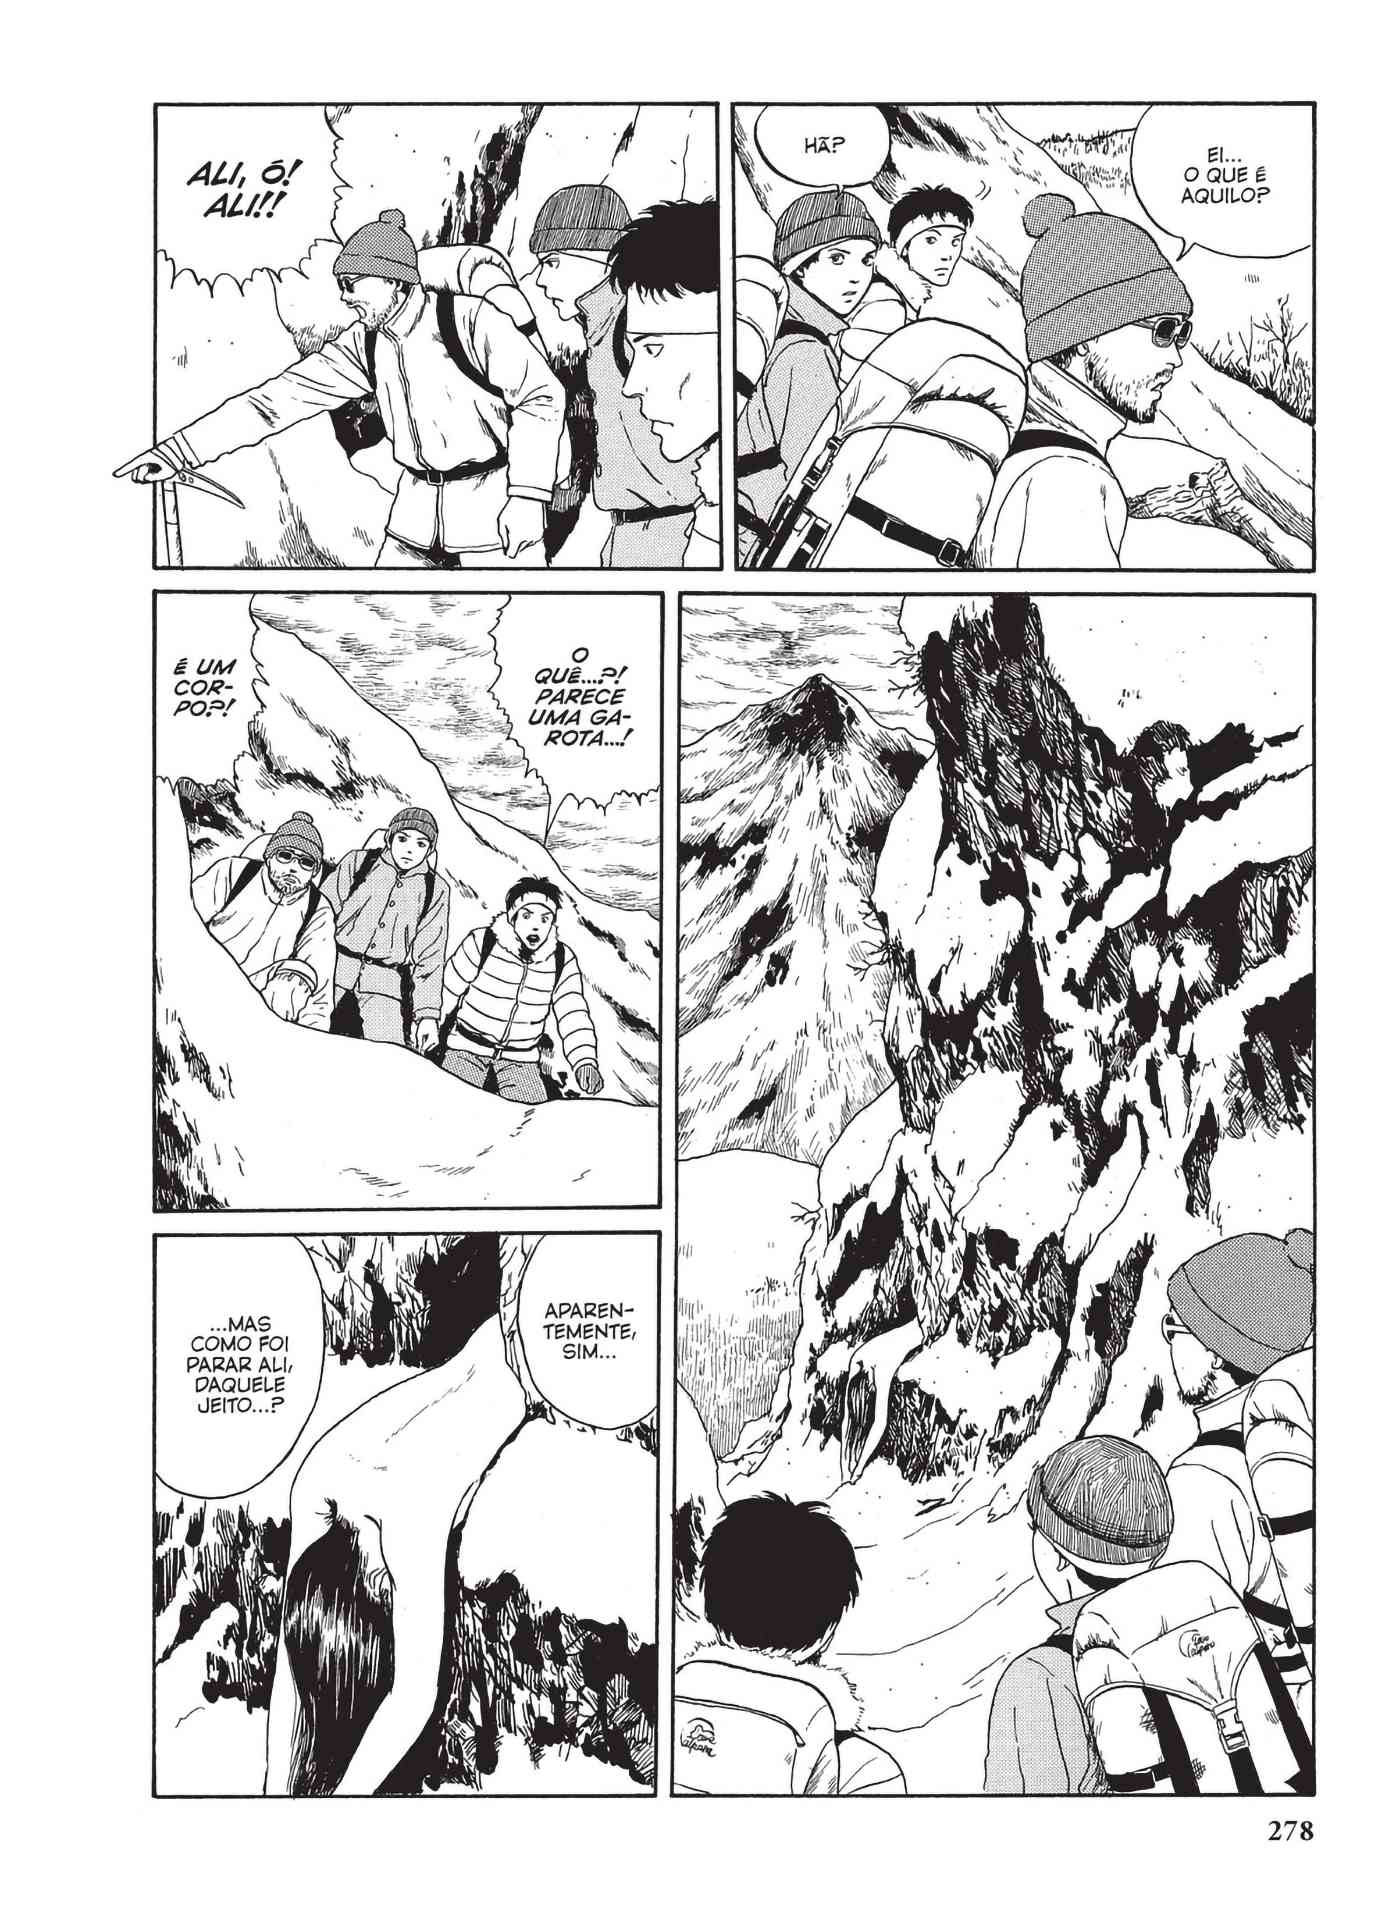 EI...
O QUE É
AQUILO?
HÃ?
ALI, Ó!
ALI!!
O
QUÊ...?!
PARECE
UMA GA-
ROTA...!
É UM
COR-
PO?!
APAREN-
TEMENTE,
SIM...
...MAS
COMO FOI
PARAR ALI,
DAQUELE
JEITO...?
278